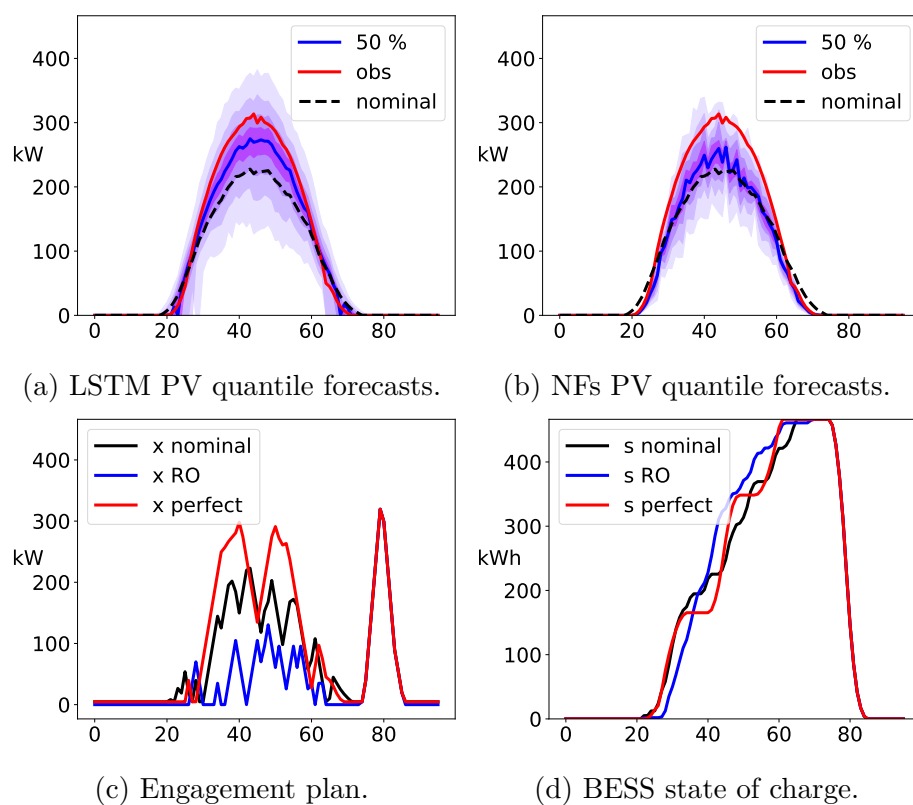 400
300
kW
200
100
0
0 20 40 60 80
50 %
obs
nominal
(a) LSTM PV quantile forecasts.
400
300
kW
200
100
0
0 20 40 60 80
50 %
obs
nominal
(b) NFs PV quantile forecasts.
400
300
kW
200
100
0
0 20 40 60 80
x nominal
x RO
x perfect
(c) Engagement plan.
400
300
kWh
200
100
0
0 20 40 60 80
s nominal
s RO
s perfect
(d) BESS state of charge.